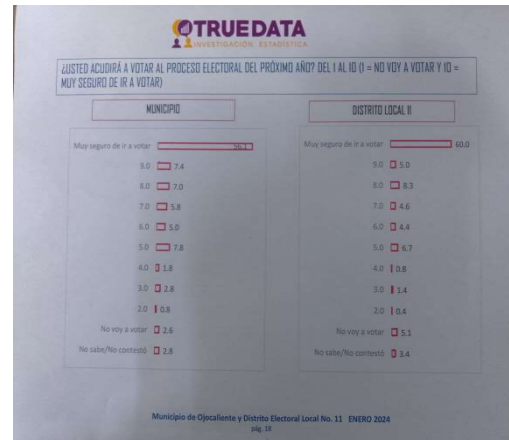 TRUEDATA
INVESTIGACIÓN ESTADÍSTICA
¿USTED ACUDIRÁ A VOTAR AL PROCESO ELECTORAL DEL PRÓXIMO AÑO? DEL 1 AL 10 (1 = NO VOY A VOTAR Y 10 =
MUY SEGURO DE IR A VOTAR)
MUNICIPIO
Muy seguro de ir a votar 56.1
9.0 7.4
8.0 7.0
7.0 5.8
6.0 5.0
5.0 7.8
4.0 1.8
3.0 2.8
2.0 0.8
No voy a votar 2.6
No sabe/No contestó 2.8
DISTRITO LOCAL II
Muy seguro de ir a votar 60.0
9.0 5.0
8.0 8.3
7.0 4.6
6.0 4.4
5.0 6.7
4.0 0.8
3.0 1.4
2.0 0.4
No voy a votar 5.1
No sabe/No contestó 3.4
Municipio de Ojocaliente y Distrito Electoral Local No. 11 ENERO 2024
pág. 18